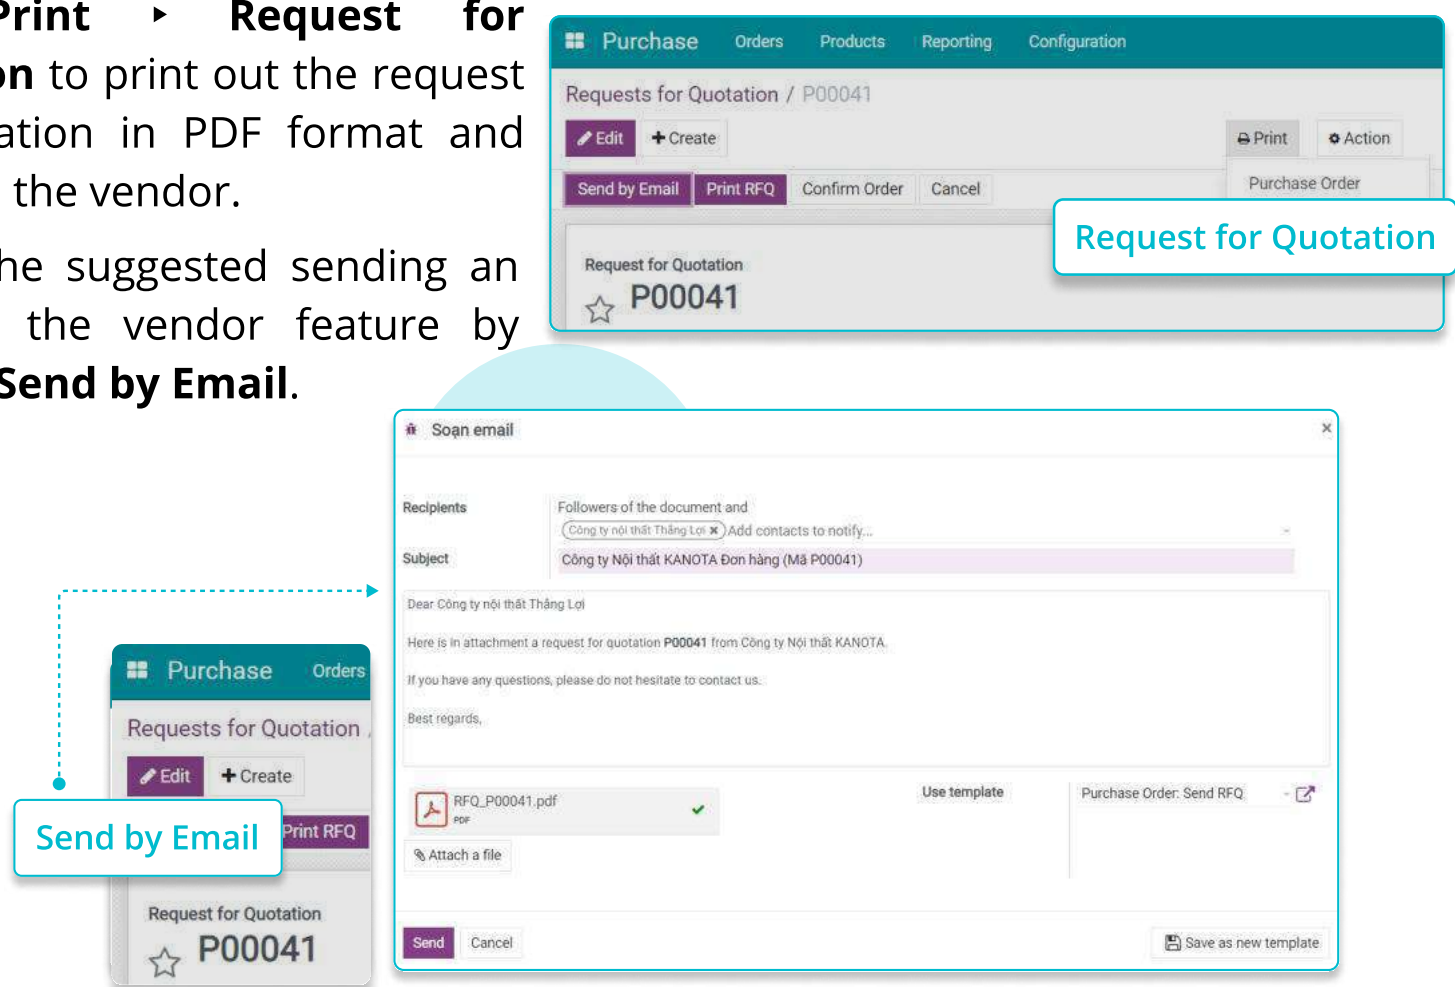 Print ▸ Request for
on to print out the request
ation in PDF format and
the vendor.
he suggested sending an
the vendor feature by
Send by Email.
Purchase Orders Products Reporting Configuration
Requests for Quotation / P00041
Edit Create Print Action
Send by Email Print RFQ Confirm Order Cancel Purchase Order
Request for Quotation
Request for Quotation
P00041
Soạn email ×
Recipients Followers of the document and
Công ty nội thất Thắng Lợi ✖ Add contacts to notify...
Subject Công ty Nội thất KANOTA Đơn hàng (Mã P00041)
Dear Công ty nội thất Thắng Lợi
Here is in attachment a request for quotation P00041 from Công ty Nội thất KANOTA.
If you have any questions, please do not hesitate to contact us.
Best regards,
RFQ_P00041.pdf
PDF
Use template Purchase Order: Send RFQ
Attach a file
Send Cancel Save as new template
Purchase Orders
Requests for Quotation /
Edit Create
Send by Email Print RFQ
Request for Quotation
P00041